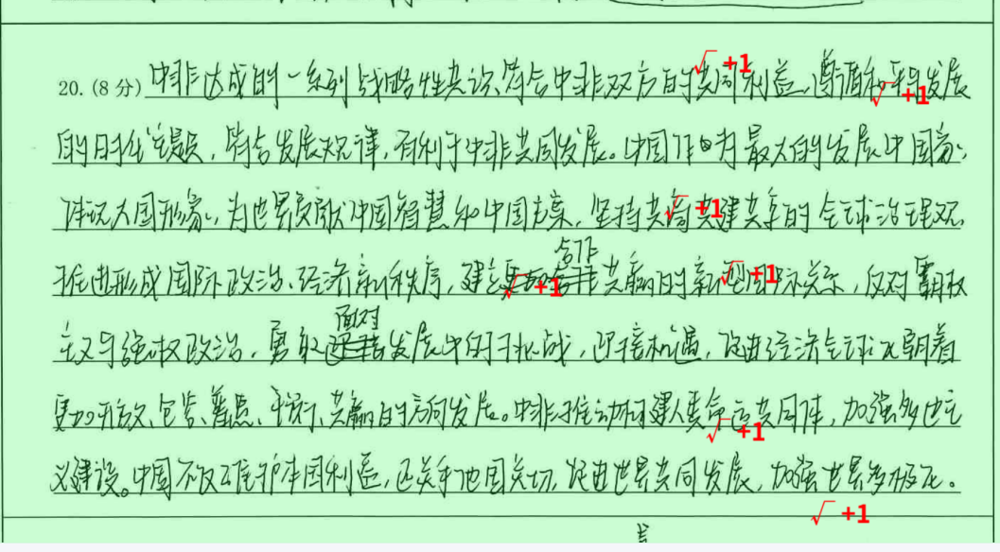 20. (8分) 中非达成的一系列战略性共识,符合中非双方的共同利益,遵循和平与发展
√+1
√+1
的时代主题,符合发展规律,有利于中非共同发展。中国作为最大的发展中国家,
体现大国形象,为世界贡献中国智慧和中国方案,坚持共商共建共享的全球治理观,
√+1
合作
推进形成国际政治、经济新秩序,建立共赢的新型国际关系,反对霸权
√+1
√+1
面对
主义与强权政治,勇敢发展中的挑战,迎接机遇,促进经济全球化朝着
更加开放、包容、普惠、平衡、共赢的方向发展。中非推动构建人类命运共同体,加强多边主
√+1
义建设。中国不仅维护本国利益,还关乎他国关切,促进世界共同发展,加强世界多极化。
√+1